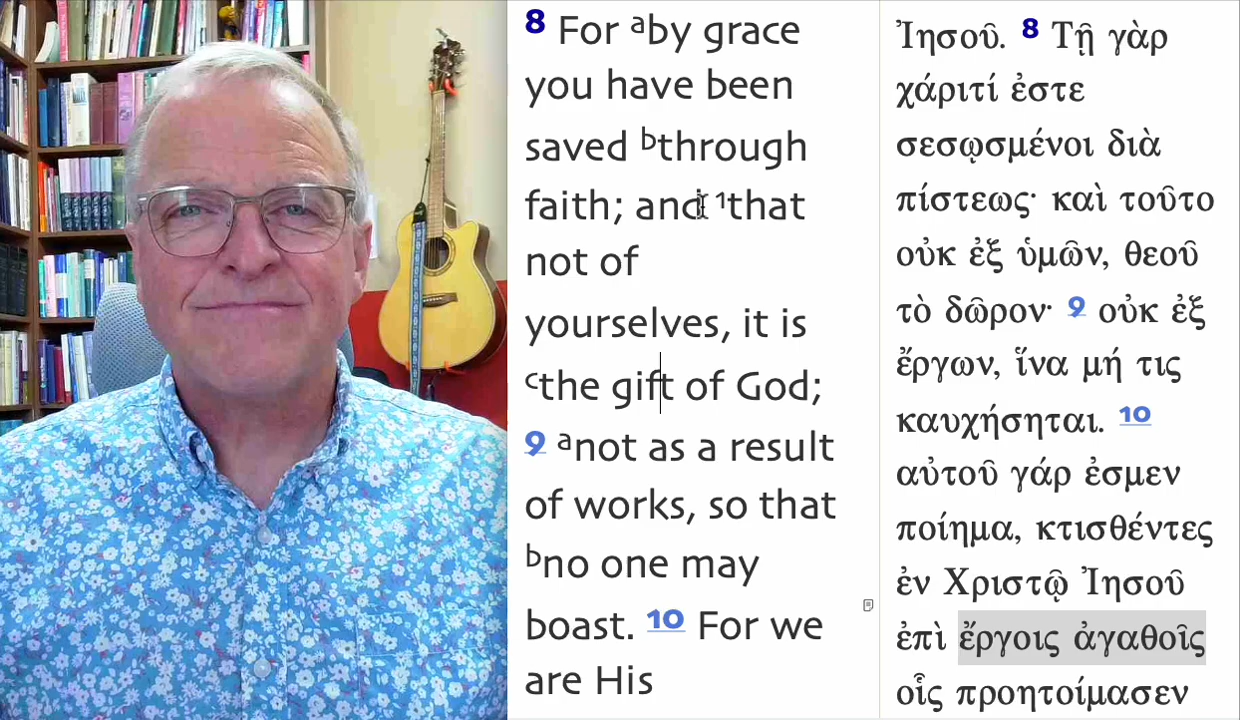 8 For ᵃby grace
you have been
saved ᵇthrough
faith; and ¹that
not of
yourselves, it is
ᶜthe gift of God;
9 ᵃnot as a result
of works, so that
ᵇno one may
boast. 10 For we
are His
Ἰησοῦ. 8 Τῇ γὰρ
χάριτί ἐστε
σεσῳσμένοι διὰ
πίστεως· καὶ τοῦτο
οὐκ ἐξ ὑμῶν, θεοῦ
τὸ δῶρον· 9 οὐκ ἐξ
ἔργων, ἵνα μή τις
καυχήσηται. 10
αὐτοῦ γάρ ἐσμεν
ποίημα, κτισθέντες
ἐν Χριστῷ Ἰησοῦ
ἐπὶ ἔργοις ἀγαθοῖς
οἷς προητοίμασεν